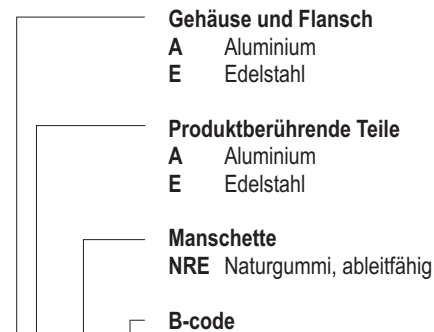 Gehäuse und Flansch
A Aluminium
E Edelstahl
Produktberührende Teile
A Aluminium
E Edelstahl
Manschette
NRE Naturgummi, ableitfähig
B-code